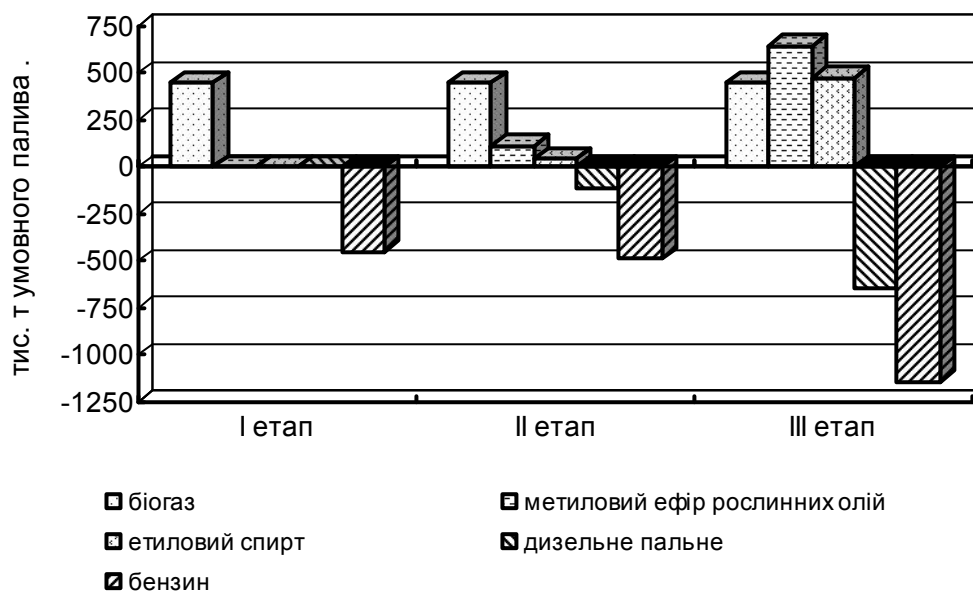 тис. т умовного палива .
750
500
250
0
-250
-500
-750
-1000
-1250
І етап
ІІ етап
ІІІ етап
біогаз
метиловий ефір рослинних олій
етиловий спирт
дизельне пальне
бензин